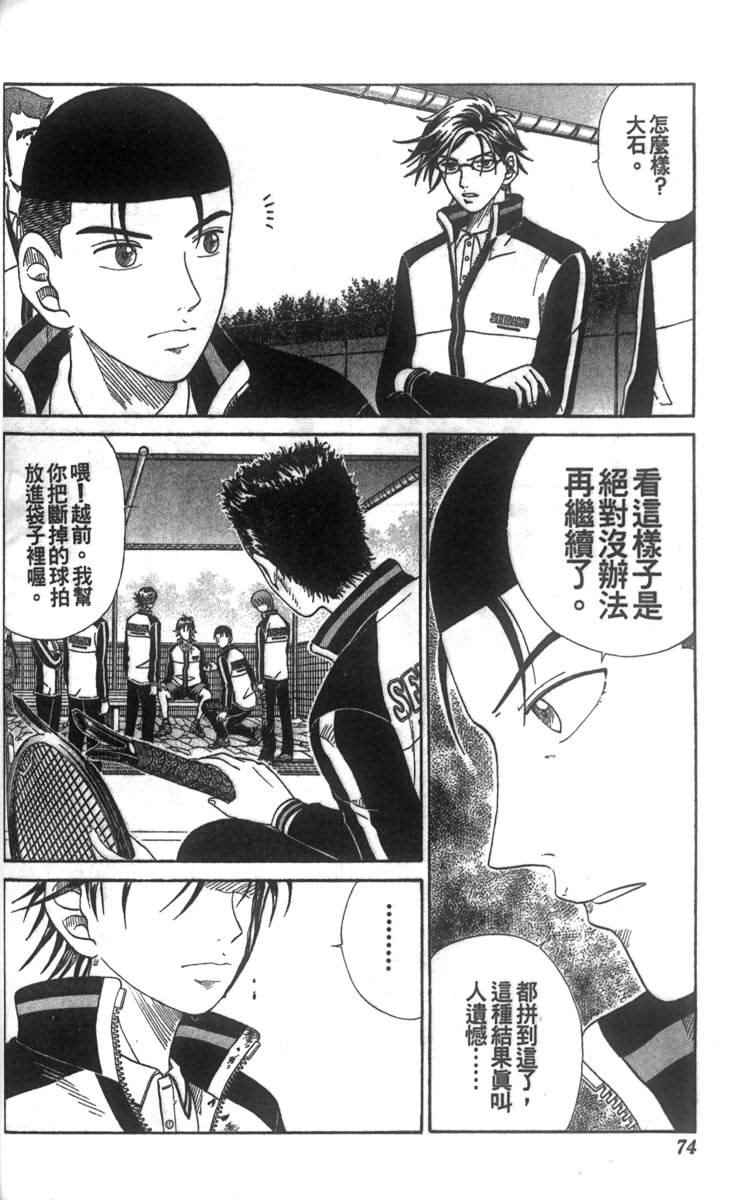 怎麼樣?
大石。
看這樣子是
絕對沒辦法
再繼續了。
喂！越前。我幫
你把斷掉的球拍
放進袋子裡喔。
都拼到這了，
這種結果真叫
人遺憾……
………
74